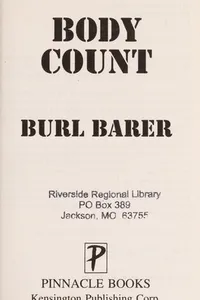 BODY
COUNT
BURL BARER
Riverside Regional Library
PO Box 389
Jackson, MO 63755
P
PINNACLE BOOKS
Kensington Publishing Corp.